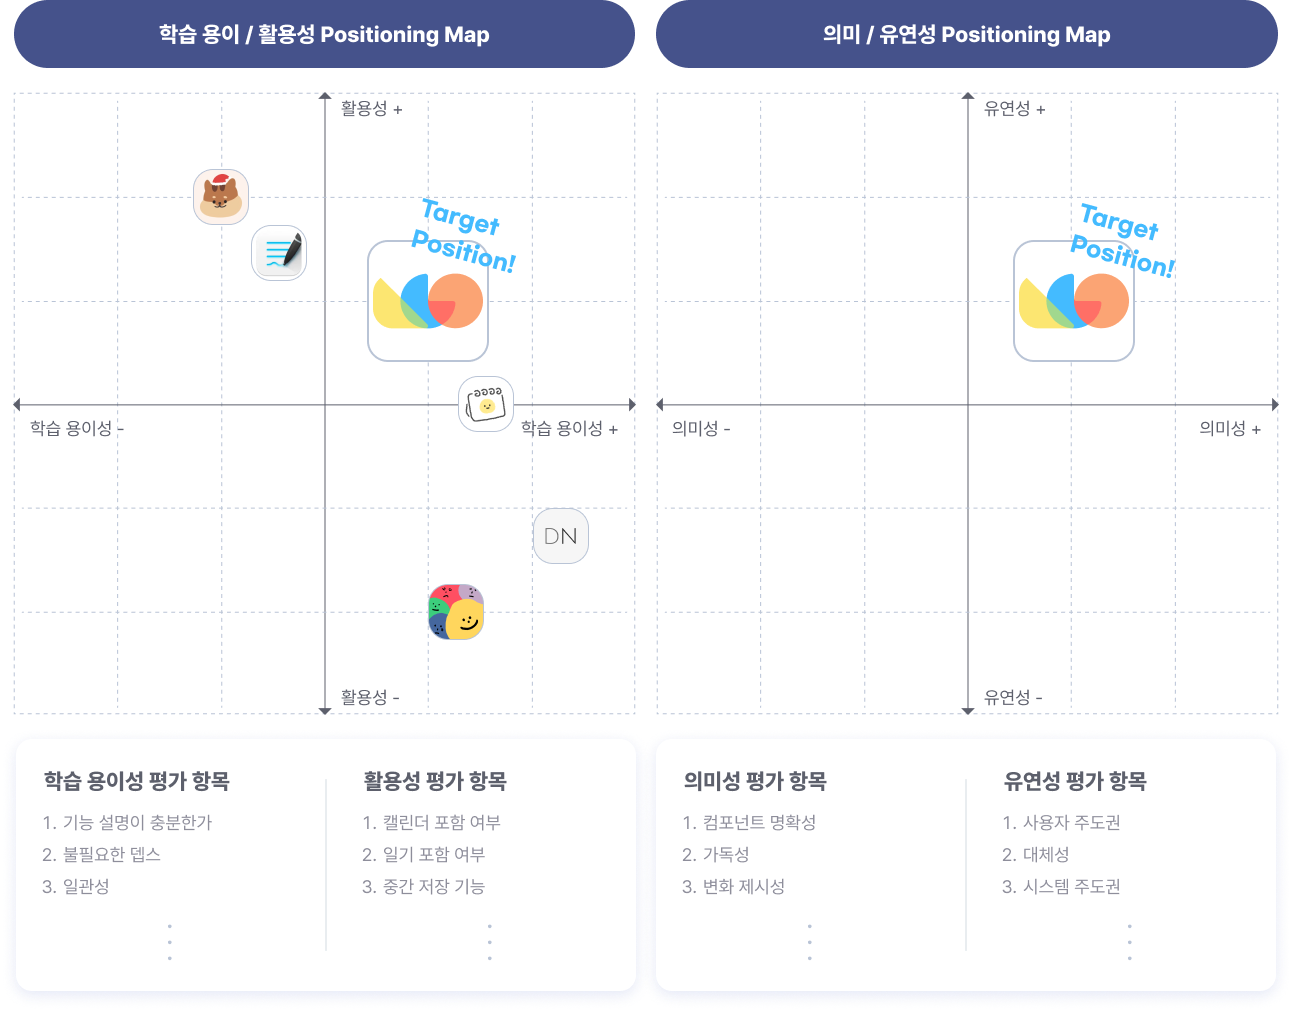 학습 용이 / 활용성 Positioning Map
활용성 +
Target
Position!
학습 용이성 -
학습 용이성 +
DN
활용성 -
의미 / 유연성 Positioning Map
유연성 +
Target
Position!
의미성 -
의미성 +
유연성 -
학습 용이성 평가 항목
1. 기능 설명이 충분한가
2. 불필요한 뎁스
3. 일관성
활용성 평가 항목
1. 캘린더 포함 여부
2. 일기 포함 여부
3. 중간 저장 기능
의미성 평가 항목
1. 컴포넌트 명확성
2. 가독성
3. 변화 제시성
유연성 평가 항목
1. 사용자 주도권
2. 대체성
3. 시스템 주도권